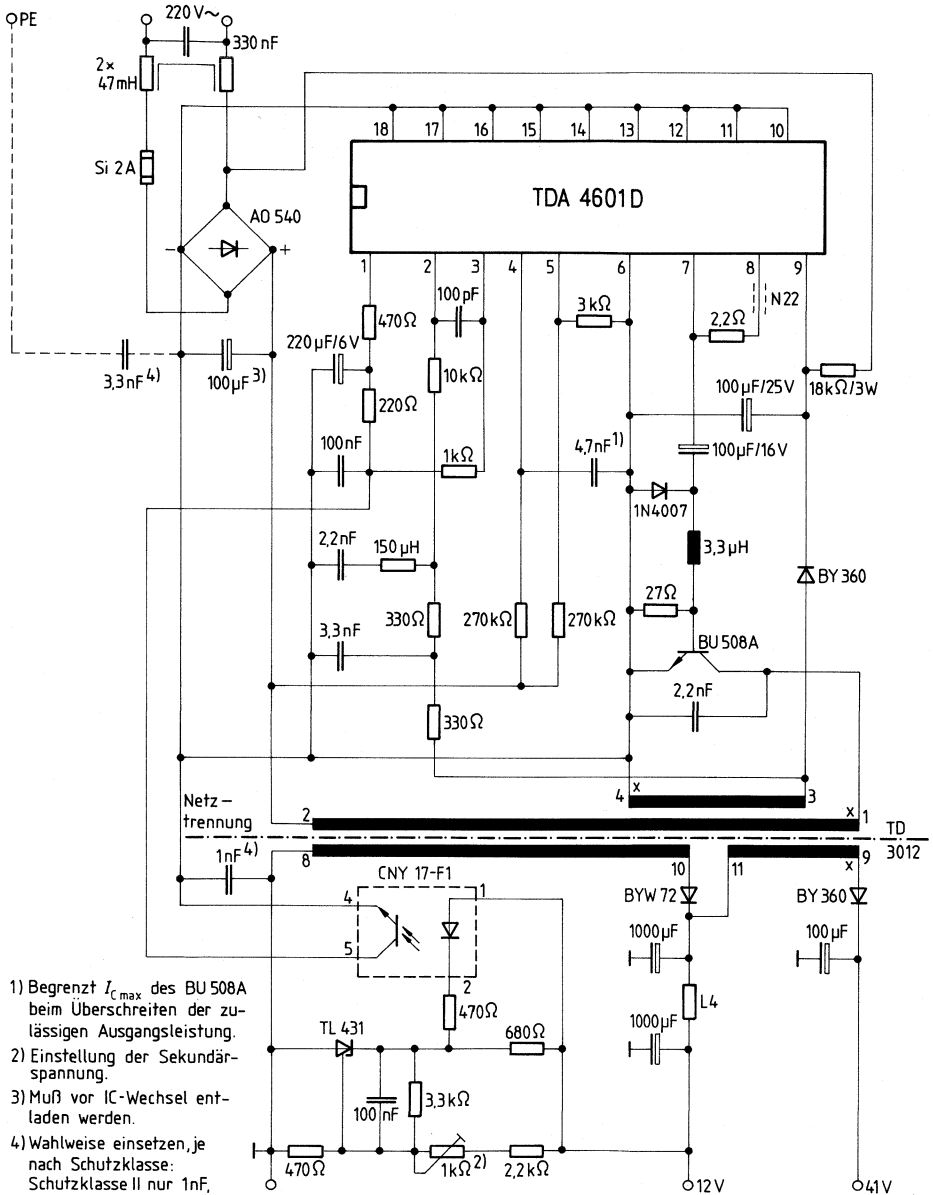 PE
220V~
330nF
2×
47mH
Si 2A
AO 540
−
+
18
17
16
15
14
13
12
11
10
TDA 4601D
1
2
3
4
5
6
7
8
9
N22
100pF
3kΩ
470Ω
2,2Ω
220µF/6V
10kΩ
3,3nF 4)
100µF 3)
100µF/25V
18kΩ/3W
220Ω
100nF
1kΩ
4,7nF 1)
100µF/16V
1N4007
2,2nF
150µH
3,3µH
BY 360
27Ω
3,3nF
330Ω
270kΩ
270kΩ
BU 508A
2,2nF
330Ω
4
x
3
Netz-
trennung
2
x
1
TD
3012
1nF 4)
8
10
11
x
9
CNY 17-F1
4
1
5
2
BYW 72
BY 360
1000µF
100µF
L4
1000µF
470Ω
TL 431
680Ω
100nF
3,3kΩ
470Ω
1kΩ 2)
2,2kΩ
12V
41V
1) Begrenzt I_C max des BU 508A
beim Überschreiten der zu-
lässigen Ausgangsleistung.
2) Einstellung der Sekundär-
spannung.
3) Muß vor IC-Wechsel ent-
laden werden.
4) Wahlweise einsetzen, je
nach Schutzklasse:
Schutzklasse II nur 1nF,